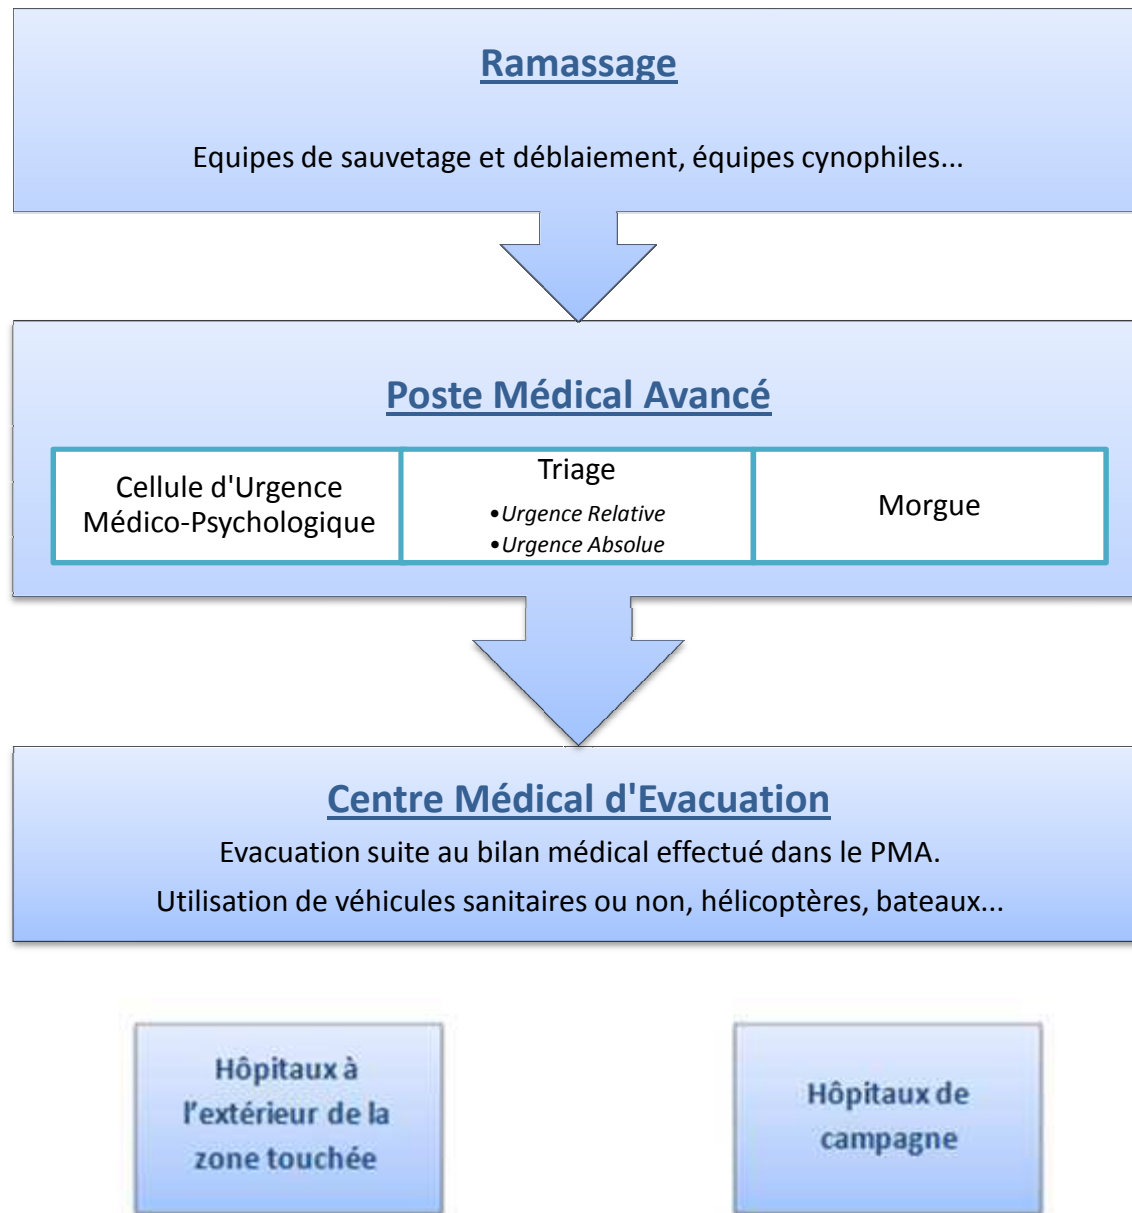 Ramassage
Equipes de sauvetage et déblaiement, équipes cynophiles...
Poste Médical Avancé
Cellule d'Urgence
Médico-Psychologique
Triage
•Urgence Relative
•Urgence Absolue
Morgue
Centre Médical d'Evacuation
Evacuation suite au bilan médical effectué dans le PMA.
Utilisation de véhicules sanitaires ou non, hélicoptères, bateaux...
Hôpitaux à
l'extérieur de la
zone touchée
Hôpitaux de
campagne